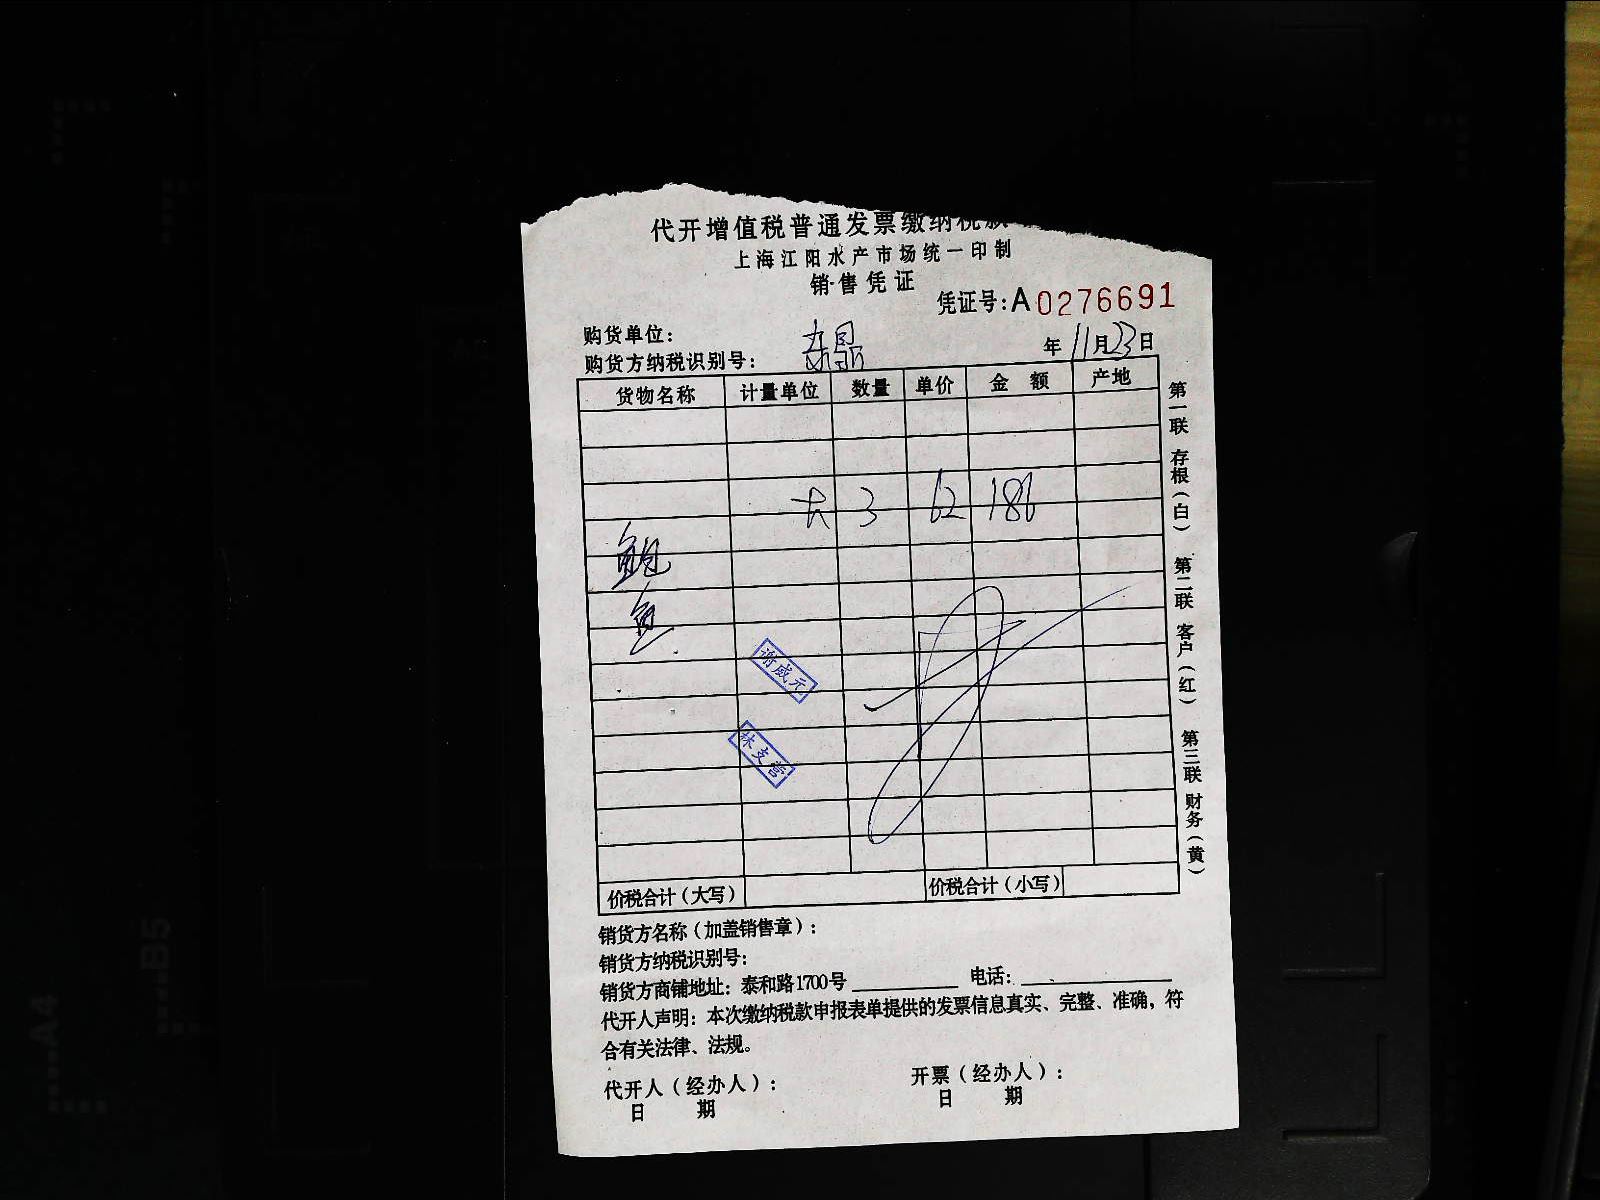 代开增值税普通发票缴纳税款
上海江阳水产市场统一印制
销售凭证
凭证号:A0276691
购货单位:
年11月23日
购货方纳税识别号:
货物名称 计量单位 数量 单价 金额 产地
大 3 62 186
鲍
鱼
谢成元
林支营
价税合计(大写) 价税合计(小写)
第一联 存根(白) 第二联 客户(红) 第三联 财务(黄)
销货方名称(加盖销售章):
销货方纳税识别号:
销货方商铺地址: 泰和路1700号 电话:
代开人声明: 本次缴纳税款申报表单提供的发票信息真实、完整、准确, 符
合有关法律、法规。
代开人(经办人): 开票(经办人):
日 期 日 期
B5
A4